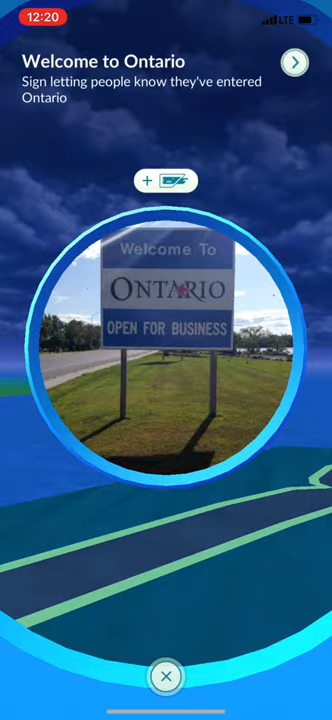 12:20
LTE
Welcome to Ontario
Sign letting people know they've entered
Ontario
+
Welcome To
ONTARIO
OPEN FOR BUSINESS